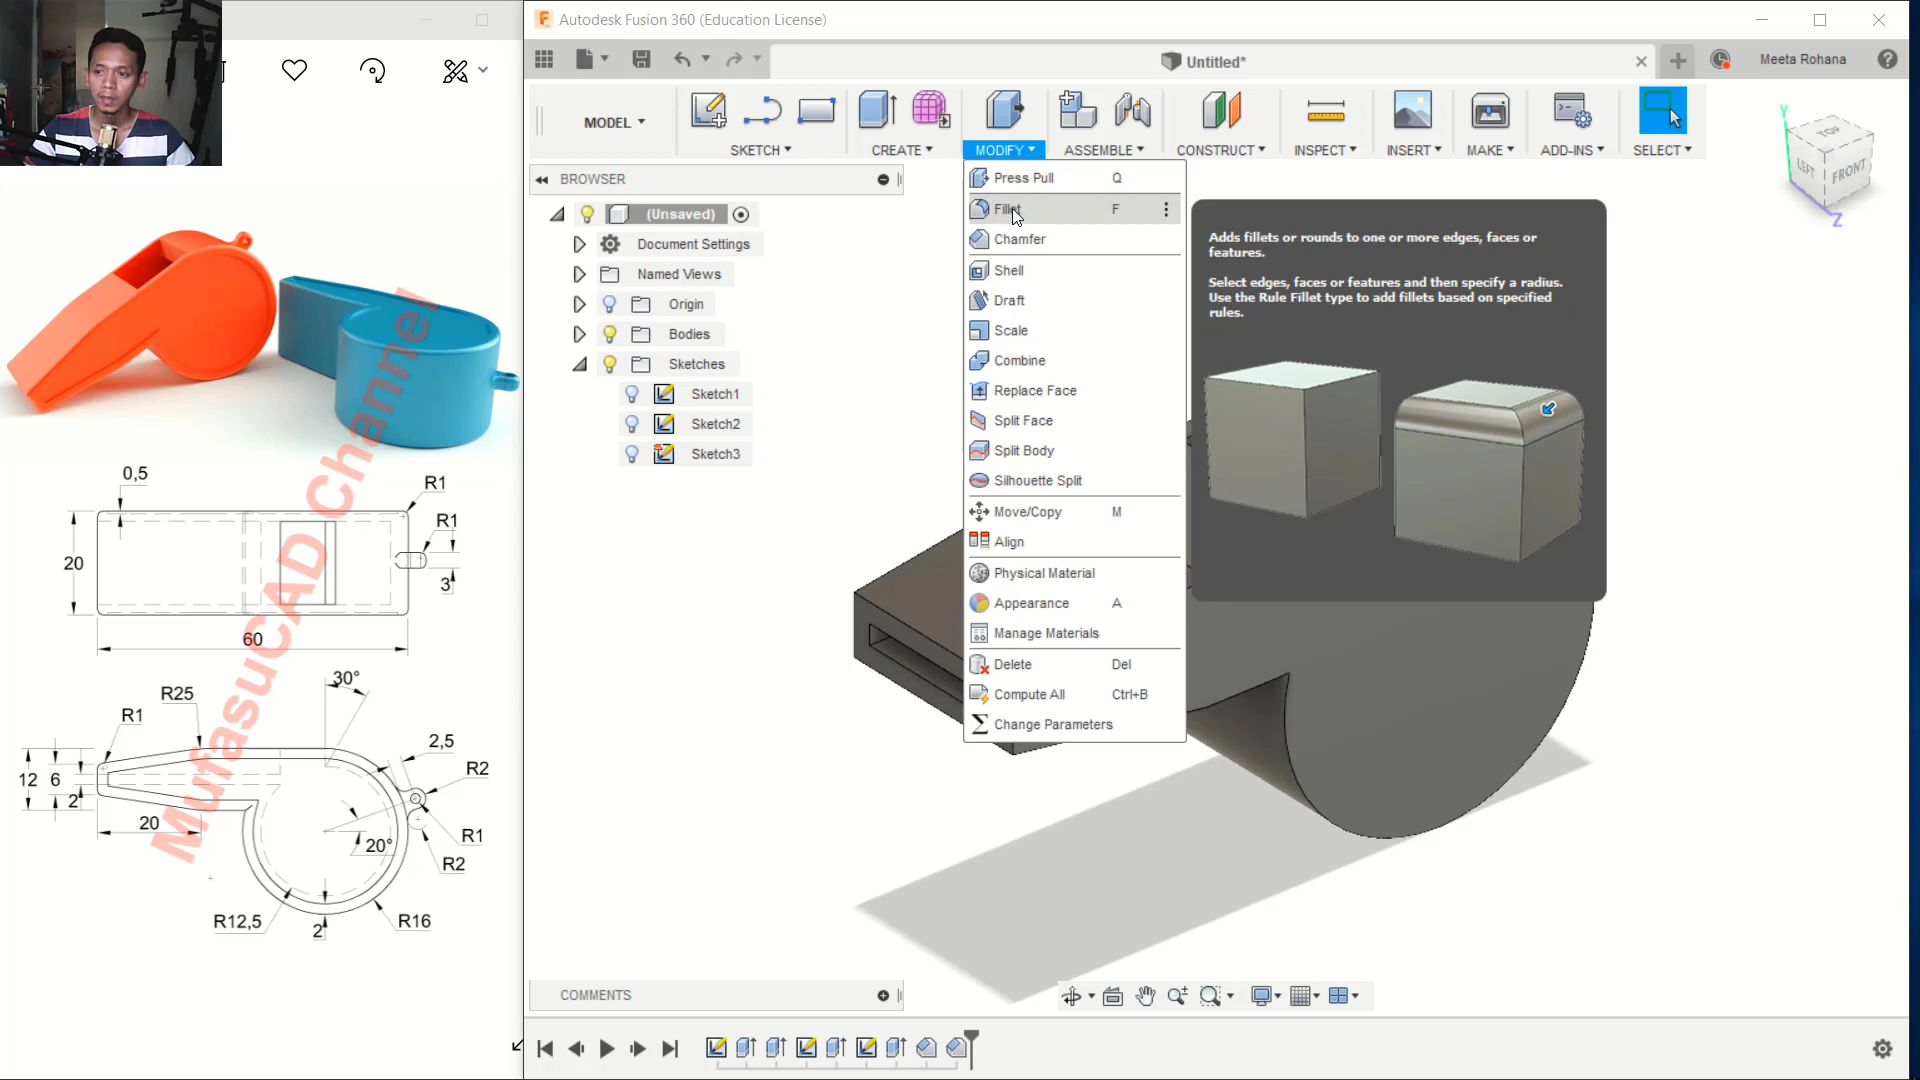 Autodesk Fusion 360 (Education License)
Untitled*
Meeta Rohana
MODEL
SKETCH
CREATE
MODIFY
ASSEMBLE
CONSTRUCT
INSPECT
INSERT
MAKE
ADD-INS
SELECT
BROWSER
(Unsaved)
Document Settings
Named Views
Origin
Bodies
Sketches
Sketch1
Sketch2
Sketch3
Press Pull Q
Fillet F
Chamfer
Shell
Draft
Scale
Combine
Replace Face
Split Face
Split Body
Silhouette Split
Move/Copy M
Align
Physical Material
Appearance A
Manage Materials
Delete Del
Compute All Ctrl+B
Change Parameters
Adds fillets or rounds to one or more edges, faces or
features.
Select edges, faces or features and then specify a radius.
Use the Rule Fillet type to add fillets based on specified
rules.
Y
TOP
LEFT
FRONT
Z
MufasuCAD Channel
0,5
R1
R1
20
3
60
30°
R25
R1
2,5
R2
12
6
2
20
R1
20°
R2
R12,5
2
R16
COMMENTS